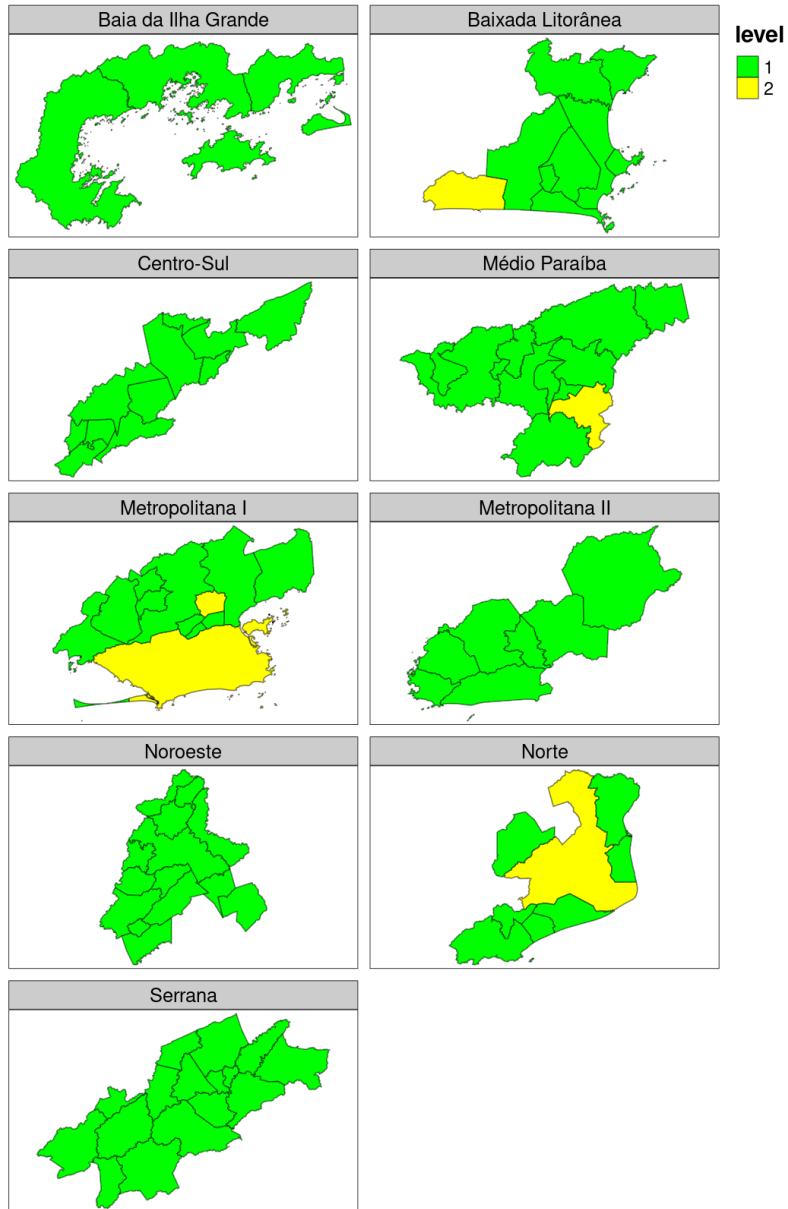 Baia da Ilha Grande
Baixada Litorânea
level
1
2
Centro-Sul
Médio Paraíba
Metropolitana I
Metropolitana II
Noroeste
Norte
Serrana